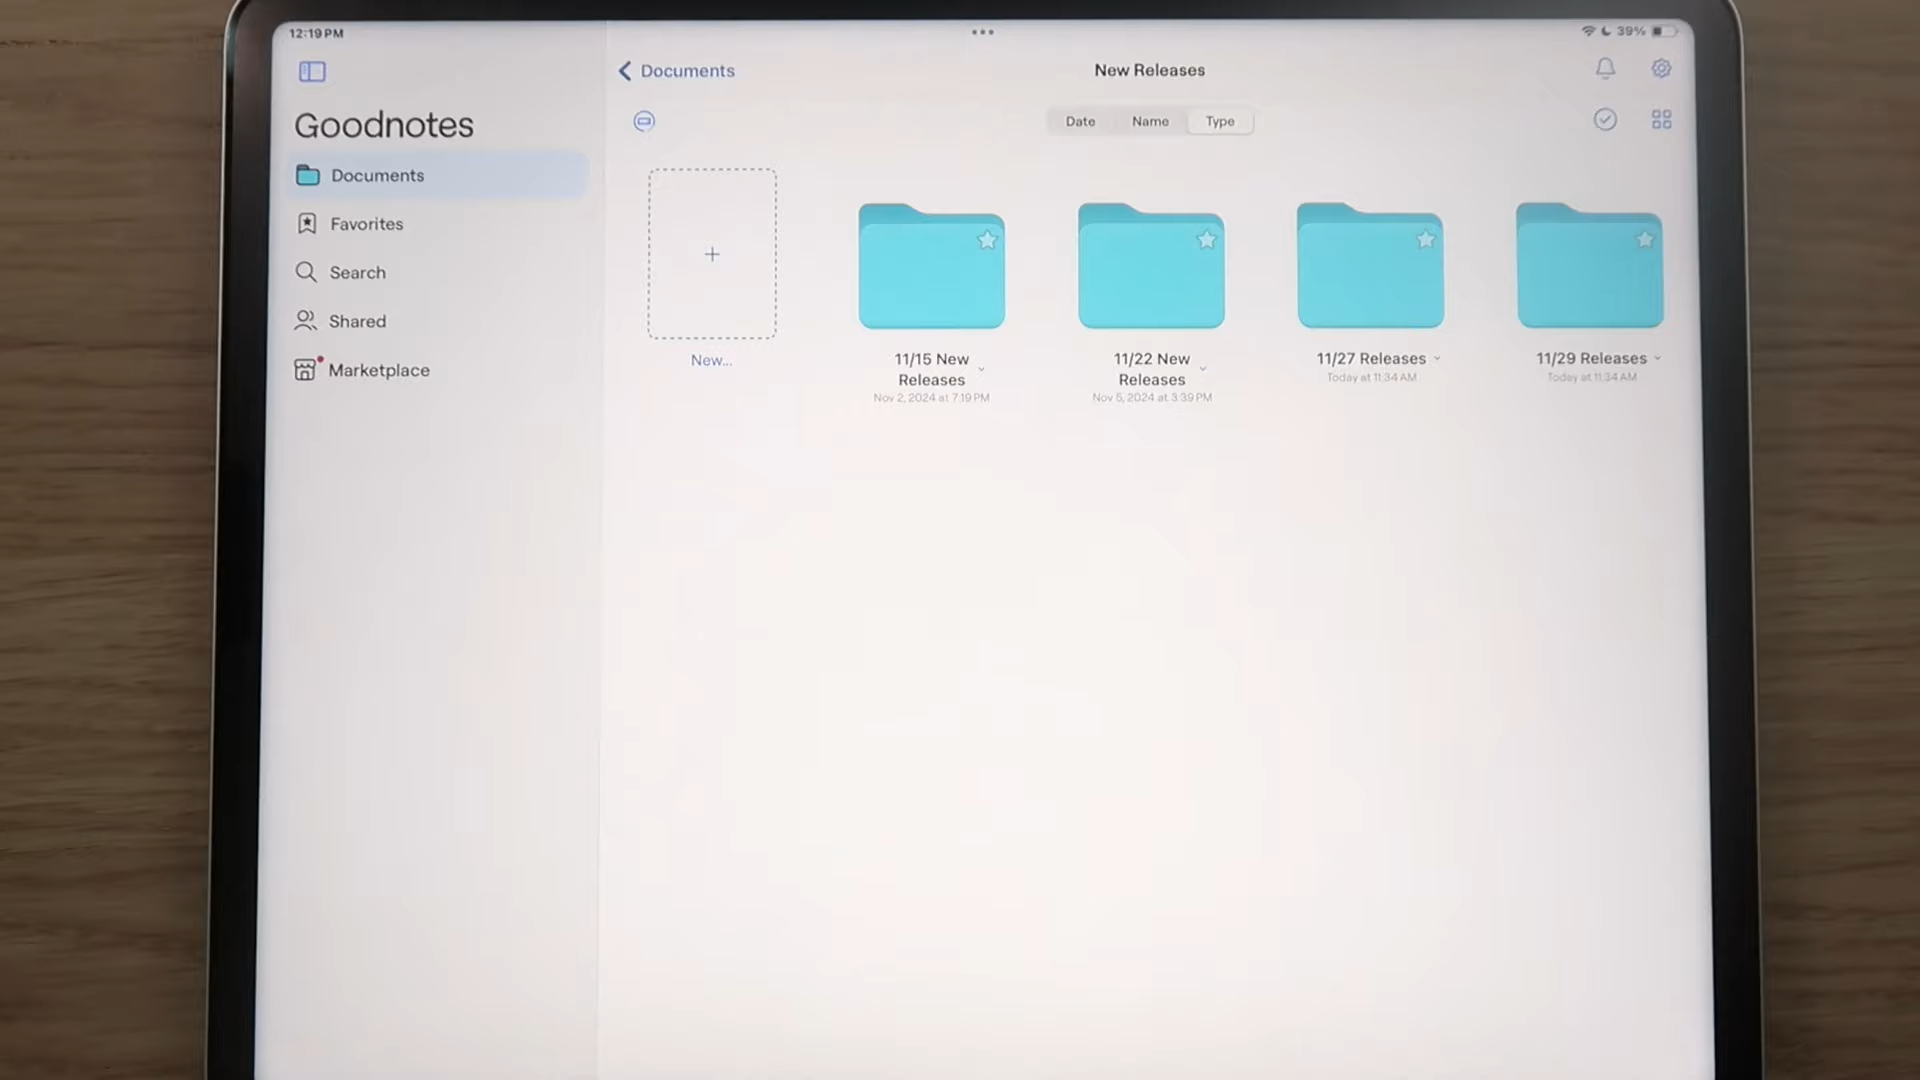 12:19 PM
39%
Goodnotes
Documents
Favorites
Search
Shared
Marketplace
Documents
New Releases
Date Name Type
New...
11/15 New
Releases
Nov 2, 2024 at 7:19 PM
11/22 New
Releases
Nov 5, 2024 at 3:39 PM
11/27 Releases
Today at 11:34 AM
11/29 Releases
Today at 11:34 AM